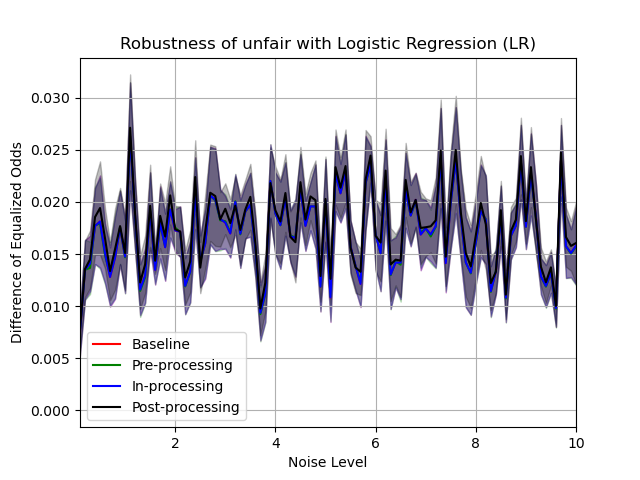 Robustness of unfair with Logistic Regression (LR)
Difference of Equalized Odds
0.030
0.025
0.020
0.015
0.010
0.005
0.000
Baseline
Pre-processing
In-processing
Post-processing
2
4
6
8
10
Noise Level